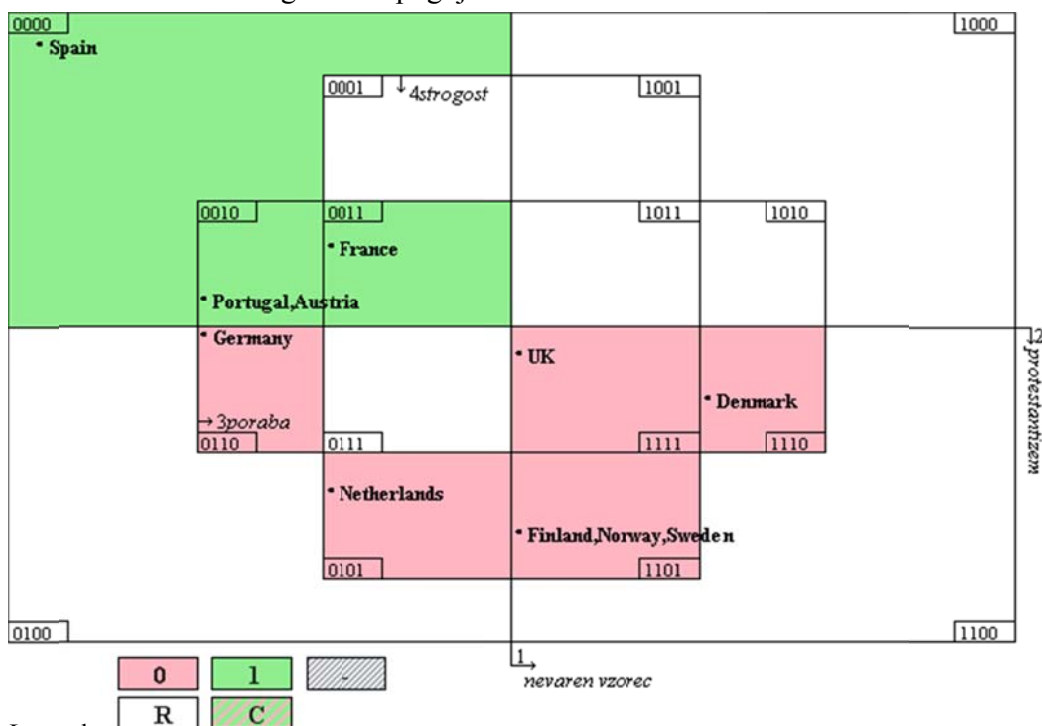 0000
1000
Spain
0001
4strogost
1001
0010
0011
1011
1010
France
Portugal,Austria
Germany
2
protestantizem
UK
Denmark
3poraba
0110
0111
1111
1110
Netherlands
Finland,Norway,Sweden
0101
1101
0100
1100
1
nevaren vzorec
0
1
-
R
C